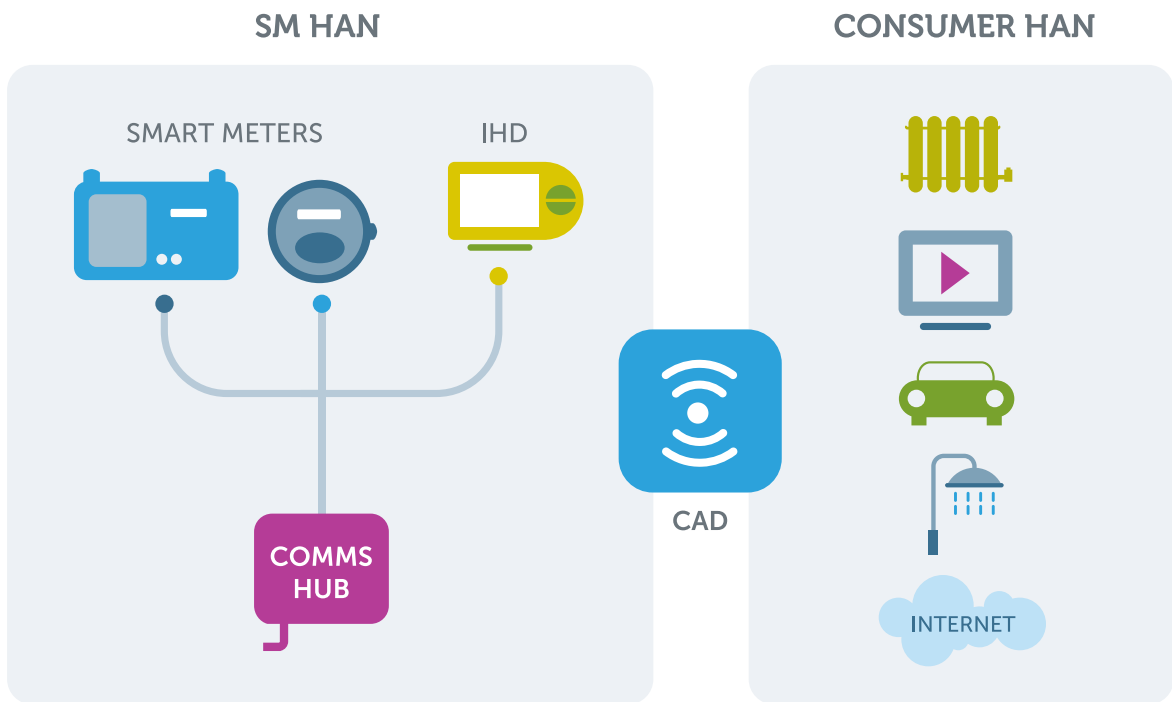 SM HAN
CONSUMER HAN
SMART METERS
IHD
CAD
COMMS
HUB
INTERNET